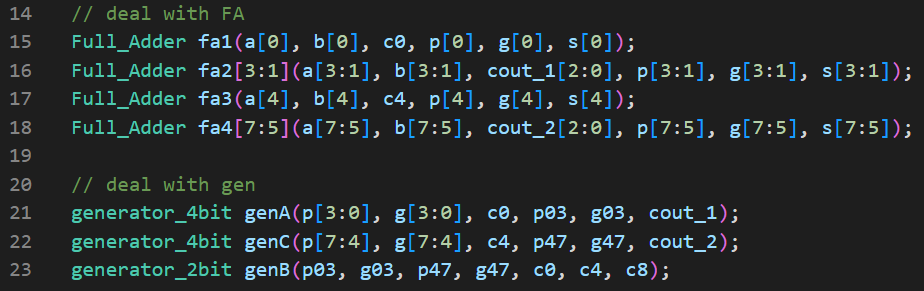 14 // deal with FA
15 Full_Adder fa1(a[0], b[0], c0, p[0], g[0], s[0]);
16 Full_Adder fa2[3:1](a[3:1], b[3:1], cout_1[2:0], p[3:1], g[3:1], s[3:1]);
17 Full_Adder fa3(a[4], b[4], c4, p[4], g[4], s[4]);
18 Full_Adder fa4[7:5](a[7:5], b[7:5], cout_2[2:0], p[7:5], g[7:5], s[7:5]);
19
20 // deal with gen
21 generator_4bit genA(p[3:0], g[3:0], c0, p03, g03, cout_1);
22 generator_4bit genC(p[7:4], g[7:4], c4, p47, g47, cout_2);
23 generator_2bit genB(p03, g03, p47, g47, c0, c4, c8);